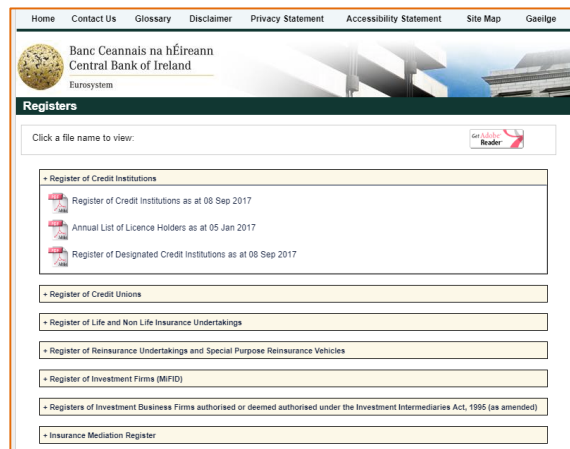 Home Contact Us Glossary Disclaimer Privacy Statement Accessibility Statement Site Map Gaeilge
Banc Ceannais na hÉireann
Central Bank of Ireland
Eurosystem
Registers
Click a file name to view:
Get Adobe Reader
+ Register of Credit Institutions
Register of Credit Institutions as at 08 Sep 2017
Annual List of Licence Holders as at 05 Jan 2017
Register of Designated Credit Institutions as at 08 Sep 2017
+ Register of Credit Unions
+ Register of Life and Non Life Insurance Undertakings
+ Register of Reinsurance Undertakings and Special Purpose Reinsurance Vehicles
+ Register of Investment Firms (MiFID)
+ Registers of Investment Business Firms authorised or deemed authorised under the Investment Intermediaries Act, 1995 (as amended)
+ Insurance Mediation Register